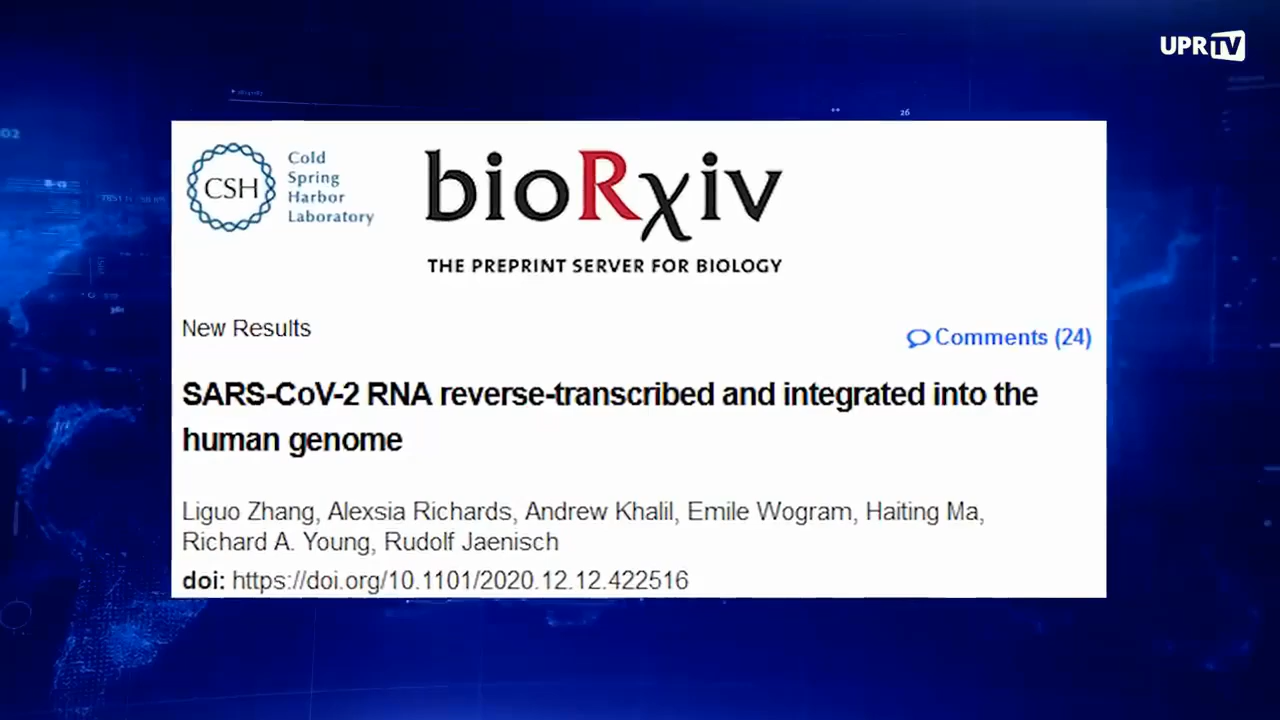 UPRTV
26
CSH
Cold
Spring
Harbor
Laboratory
bioRχiv
THE PREPRINT SERVER FOR BIOLOGY
New Results
Comments (24)
SARS-CoV-2 RNA reverse-transcribed and integrated into the
human genome
Liguo Zhang, Alexsia Richards, Andrew Khalil, Emile Wogram, Haiting Ma,
Richard A. Young, Rudolf Jaenisch
doi: https://doi.org/10.1101/2020.12.12.422516